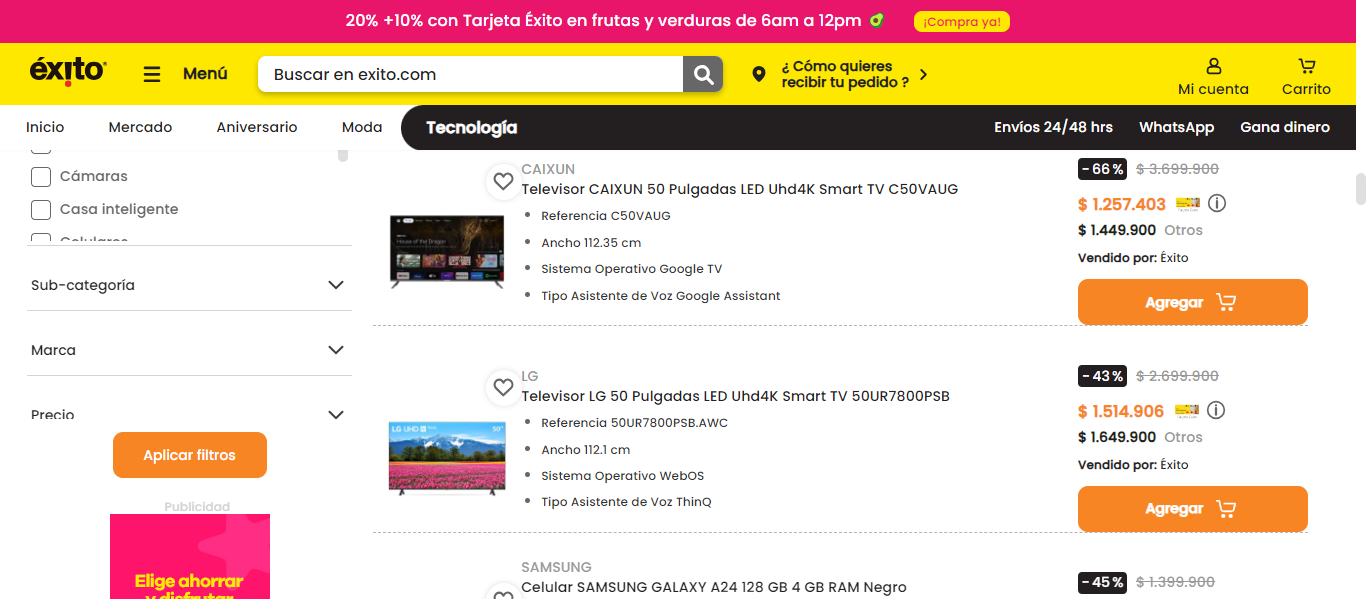 20% +10% con Tarjeta Éxito en frutas y verduras de 6am a 12pm
¡Compra ya!
éxito
Menú
Buscar en exito.com
¿ Cómo quieres
recibir tu pedido ?
Mi cuenta
Carrito
Inicio
Mercado
Aniversario
Moda
Tecnología
Envíos 24/48 hrs
WhatsApp
Gana dinero
Cámaras
Casa inteligente
Celulares
Sub-categoría
Marca
Precio
Aplicar filtros
Publicidad
Elige ahorrar
y disfrutar
CAIXUN
Televisor CAIXUN 50 Pulgadas LED Uhd4K Smart TV C50VAUG
Referencia C50VAUG
Ancho 112.35 cm
Sistema Operativo Google TV
Tipo Asistente de Voz Google Assistant
-66%
$ 3.699.900
$ 1.257.403
$ 1.449.900 Otros
Vendido por: Éxito
Agregar
LG
Televisor LG 50 Pulgadas LED Uhd4K Smart TV 50UR7800PSB
Referencia 50UR7800PSB.AWC
Ancho 112.1 cm
Sistema Operativo WebOS
Tipo Asistente de Voz ThinQ
LG UHD
50"
-43%
$ 2.699.900
$ 1.514.906
$ 1.649.900 Otros
Vendido por: Éxito
Agregar
SAMSUNG
Celular SAMSUNG GALAXY A24 128 GB 4 GB RAM Negro
-45%
$ 1.399.900